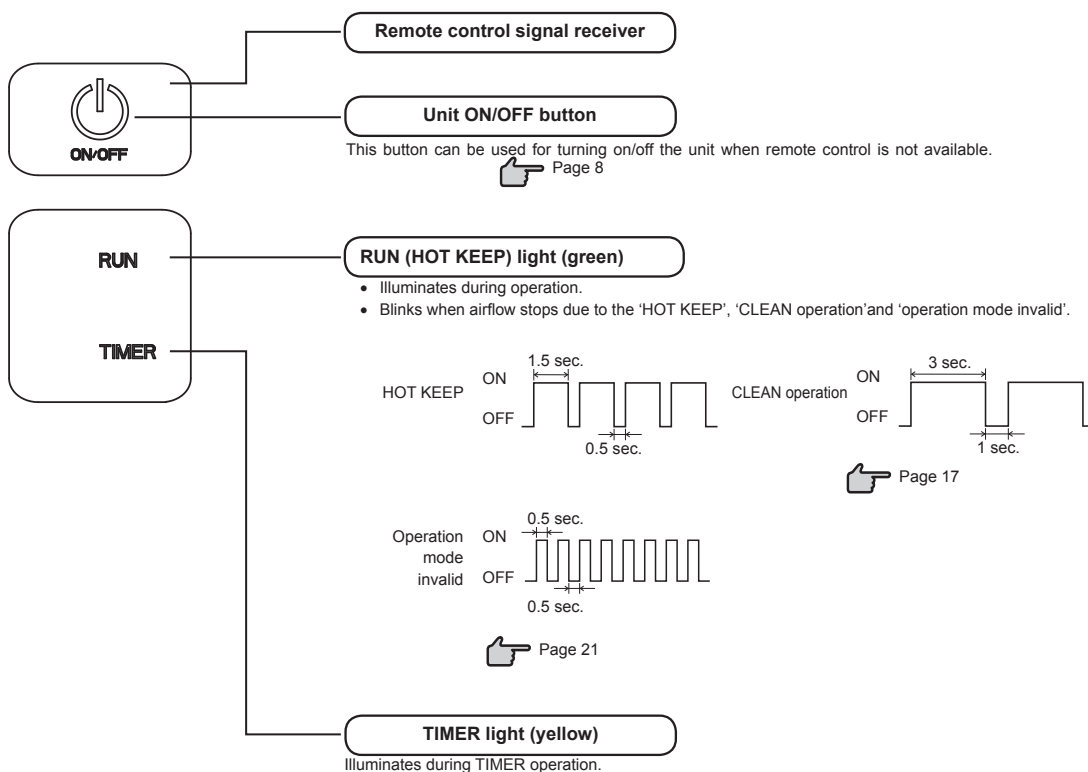 Remote control signal receiver
Unit ON/OFF button
ON/OFF
This button can be used for turning on/off the unit when remote control is not available.
Page 8
RUN
RUN (HOT KEEP) light (green)
• Illuminates during operation.
• Blinks when airflow stops due to the ‘HOT KEEP’, ‘CLEAN operation’and ‘operation mode invalid’.
TIMER
HOT KEEP
ON
OFF
1.5 sec.
0.5 sec.
CLEAN operation
ON
OFF
3 sec.
1 sec.
Page 17
Operation
mode
invalid
ON
OFF
0.5 sec.
0.5 sec.
Page 21
TIMER light (yellow)
Illuminates during TIMER operation.